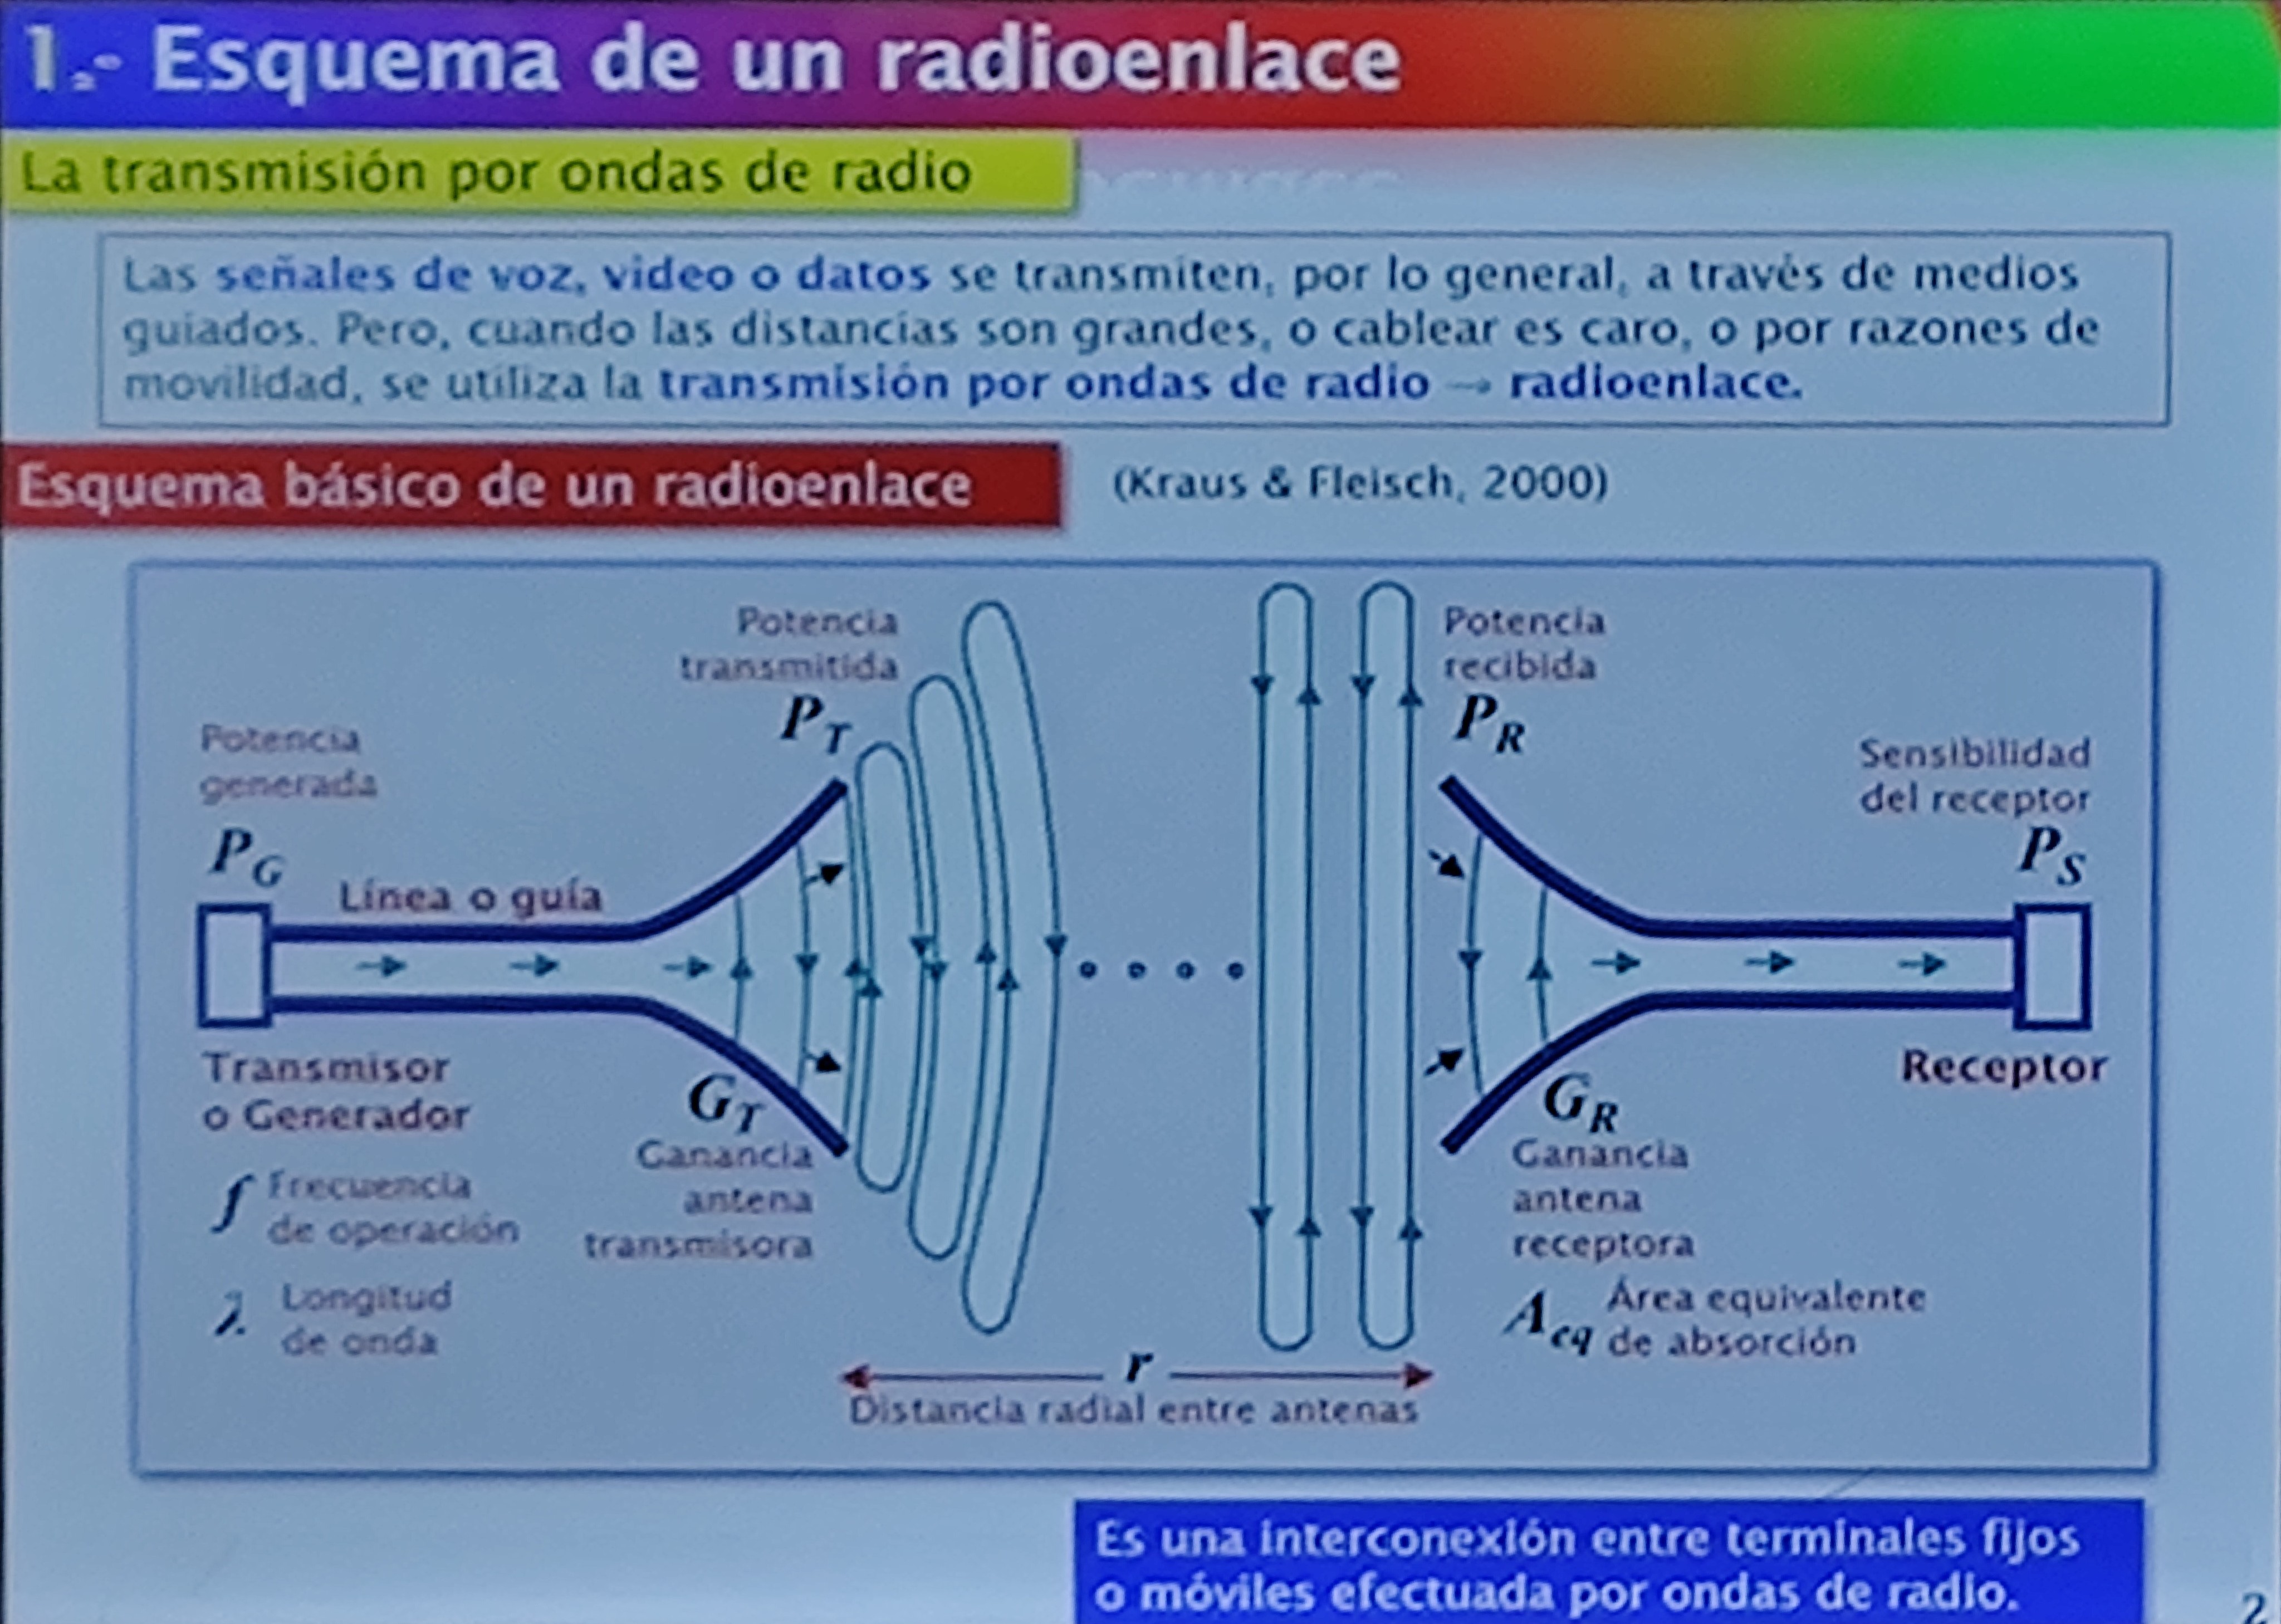 1.- Esquema de un radioenlace
La transmisión por ondas de radio
Las señales de voz, video o datos se transmiten, por lo general, a través de medios
guiados. Pero, cuando las distancias son grandes, o cablear es caro, o por razones de
movilidad, se utiliza la transmisión por ondas de radio → radioenlace.
Esquema básico de un radioenlace
(Kraus & Fleisch, 2000)
Potencia
generada
P_G
Línea o guía
Transmisor
o Generador
f Frecuencia
de operación
λ Longitud
de onda
Potencia
transmitida
P_T
G_T
Ganancia
antena
transmisora
r
Distancia radial entre antenas
Potencia
recibida
P_R
G_R
Ganancia
antena
receptora
A_eq Área equivalente
de absorción
Sensibilidad
del receptor
P_S
Receptor
Es una interconexión entre terminales fijos
o móviles efectuada por ondas de radio.
2